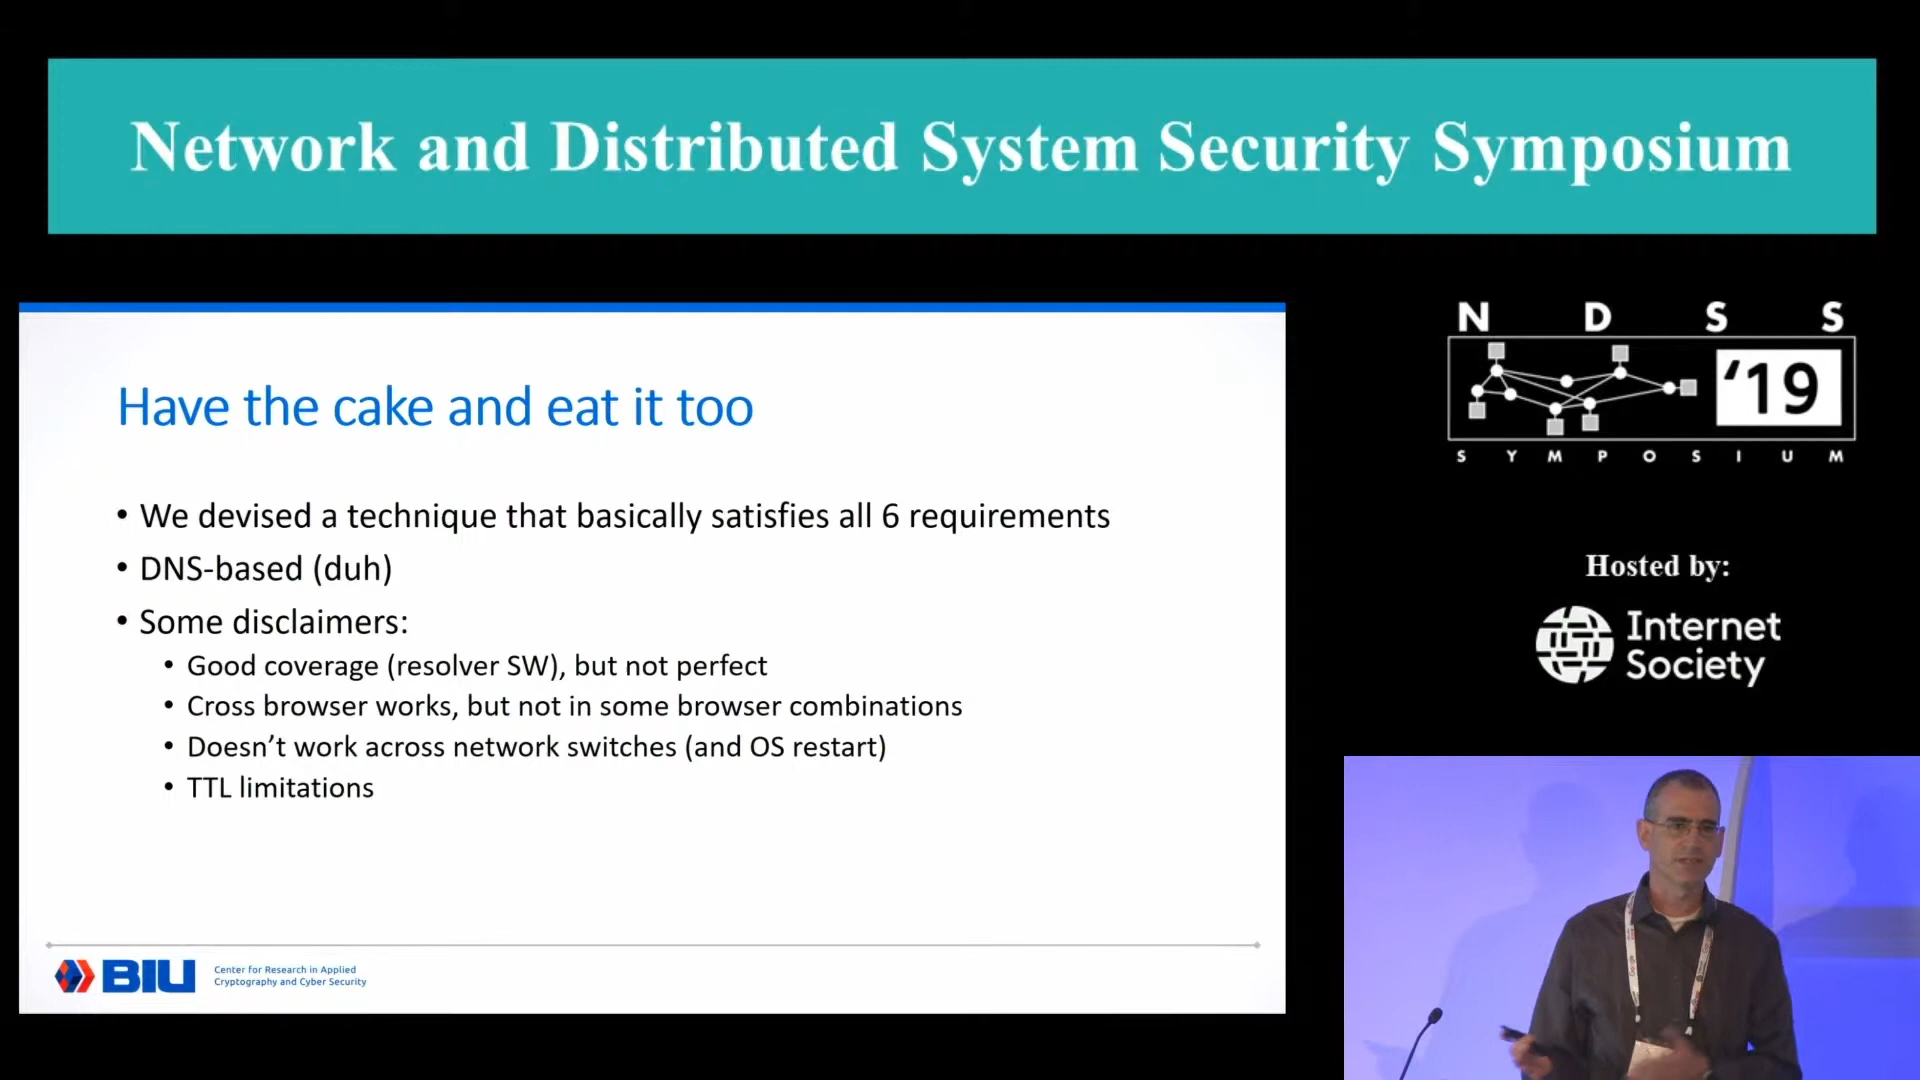 Network and Distributed System Security Symposium
N D S S
'19
S Y M P O S I U M
Have the cake and eat it too
• We devised a technique that basically satisfies all 6 requirements
• DNS-based (duh)
• Some disclaimers:
• Good coverage (resolver SW), but not perfect
• Cross browser works, but not in some browser combinations
• Doesn't work across network switches (and OS restart)
• TTL limitations
Hosted by:
Internet
Society
BIU
Center for Research in Applied
Cryptography and Cyber Security